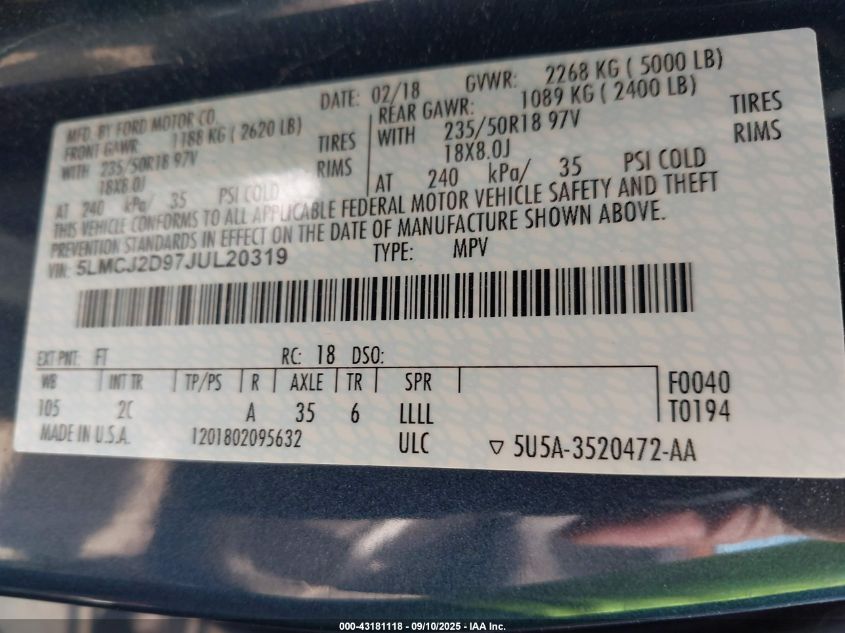 MFD. BY FORD MOTOR CO.
DATE: 02/18 GVWR: 2268 KG ( 5000 LB)
FRONT GAWR: 1188 KG ( 2620 LB)
WITH 235/50R18 97V TIRES
18X8.0J RIMS
AT 240 kPa/ 35 PSI COLD
REAR GAWR: 1089 KG ( 2400 LB)
WITH 235/50R18 97V TIRES
18X8.0J RIMS
AT 240 kPa/ 35 PSI COLD
THIS VEHICLE CONFORMS TO ALL APPLICABLE FEDERAL MOTOR VEHICLE SAFETY AND THEFT
PREVENTION STANDARDS IN EFFECT ON THE DATE OF MANUFACTURE SHOWN ABOVE.
VIN: 5LMCJ2D97JUL20319 TYPE: MPV
EXT PNT: FT RC: 18 DSO:
WB INT TR TP/PS R AXLE TR SPR F0040
105 2C A 35 6 LLLL T0194
MADE IN U.S.A. 1201802095632 ULC ▽ 5U5A-3520472-AA
000-43181118 - 09/10/2025 - IAA Inc.